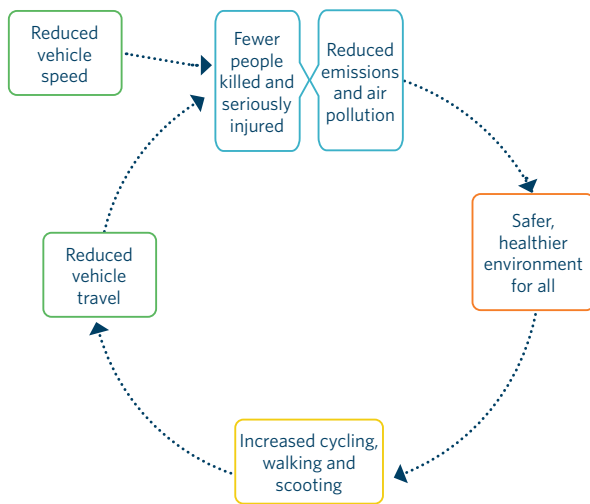 Reduced
vehicle
speed
Fewer
people
killed and
seriously
injured
Reduced
emissions
and air
pollution
Safer,
healthier
environment
for all
Increased cycling,
walking and
scooting
Reduced
vehicle
travel